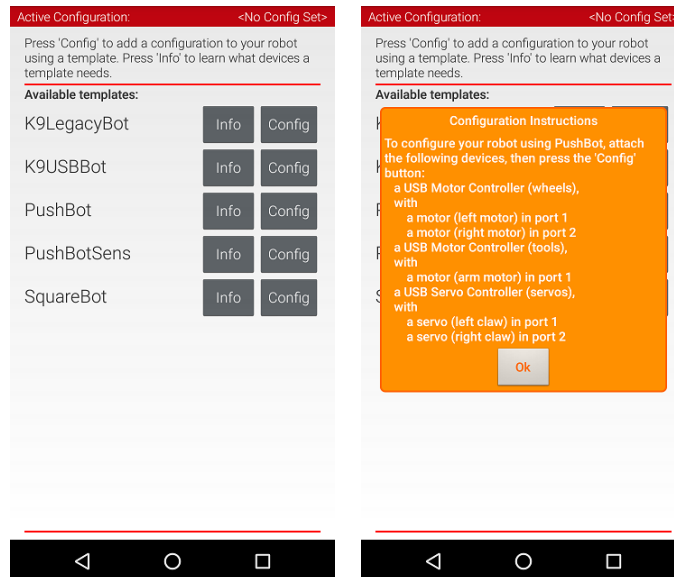 Active Configuration: <No Config Set>
Press 'Config' to add a configuration to your robot
using a template. Press 'Info' to learn what devices a
template needs.
Available templates:
K9LegacyBot Info Config
K9USBBot Info Config
PushBot Info Config
PushBotSens Info Config
SquareBot Info Config
Active Configuration: <No Config Set>
Press 'Config' to add a configuration to your robot
using a template. Press 'Info' to learn what devices a
template needs.
Available templates:
Configuration Instructions
To configure your robot using PushBot, attach
the following devices, then press the 'Config'
button:
a USB Motor Controller (wheels),
with
a motor (left motor) in port 1
a motor (right motor) in port 2
a USB Motor Controller (tools),
with
a motor (arm motor) in port 1
a USB Servo Controller (servos),
with
a servo (left claw) in port 1
a servo (right claw) in port 2
Ok